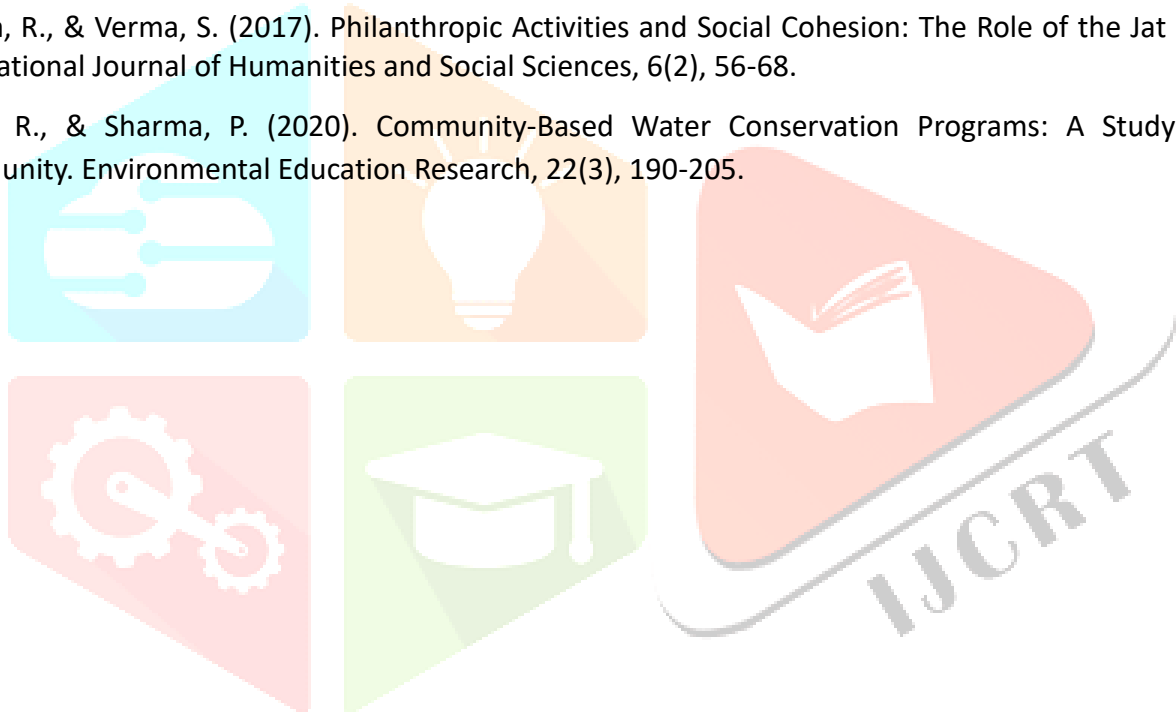 R., & Verma, S. (2017). Philanthropic Activities and Social Cohesion: The Role of the Jat
ational Journal of Humanities and Social Sciences, 6(2), 56-68.
R., & Sharma, P. (2020). Community-Based Water Conservation Programs: A Study
unity. Environmental Education Research, 22(3), 190-205.
IJCRT